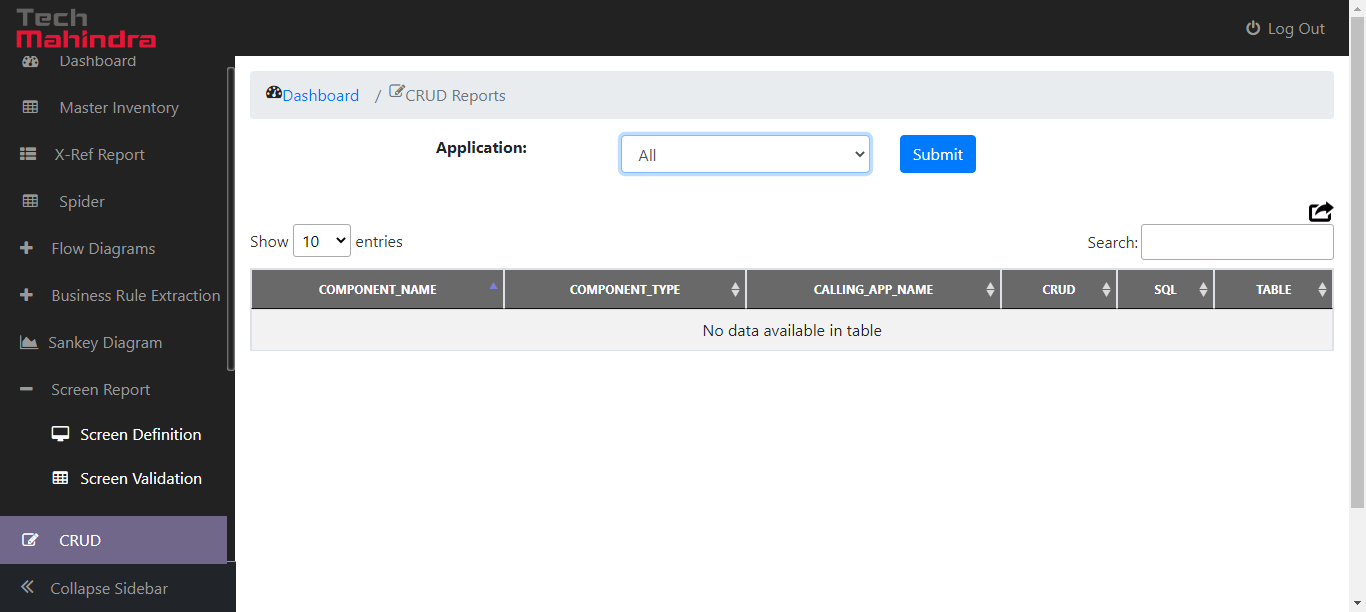 Tech
Mahindra
Log Out
Dashboard
Master Inventory
X-Ref Report
Spider
Flow Diagrams
Business Rule Extraction
Sankey Diagram
Screen Report
Screen Definition
Screen Validation
CRUD
Collapse Sidebar
Dashboard / CRUD Reports
Application: All Submit
Show 10 entries Search:
COMPONENT_NAME COMPONENT_TYPE CALLING_APP_NAME CRUD SQL TABLE
No data available in table